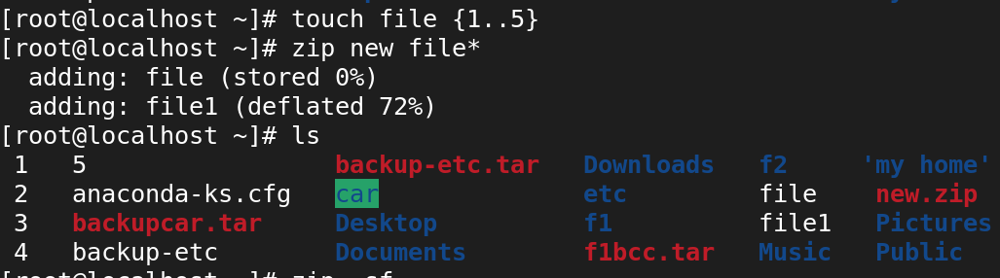 [root@localhost ~]# touch file {1..5}
[root@localhost ~]# zip new file*
  adding: file (stored 0%)
  adding: file1 (deflated 72%)
[root@localhost ~]# ls
 1   5                 backup-etc.tar   Downloads   f2     'my home'
 2   anaconda-ks.cfg   car              etc         file    new.zip
 3   backupcar.tar     Desktop          f1          file1   Pictures
 4   backup-etc        Documents        f1bcc.tar   Music   Public
[root@localhost ~]# zip -cf